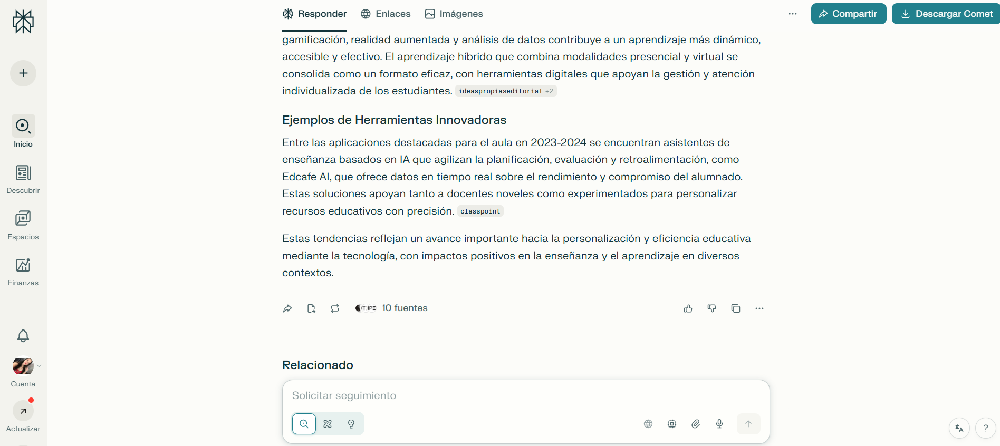 Responder
Enlaces
Imágenes
Compartir
Descargar Comet
gamificación, realidad aumentada y análisis de datos contribuye a un aprendizaje más dinámico,
accesible y efectivo. El aprendizaje híbrido que combina modalidades presencial y virtual se
consolida como un formato eficaz, con herramientas digitales que apoyan la gestión y atención
individualizada de los estudiantes. ideaspropiaseditorial +2
Ejemplos de Herramientas Innovadoras
Entre las aplicaciones destacadas para el aula en 2023-2024 se encuentran asistentes de
enseñanza basados en IA que agilizan la planificación, evaluación y retroalimentación, como
Edcafe AI, que ofrece datos en tiempo real sobre el rendimiento y compromiso del alumnado.
Estas soluciones apoyan tanto a docentes noveles como experimentados para personalizar
recursos educativos con precisión. classpoint
Estas tendencias reflejan un avance importante hacia la personalización y eficiencia educativa
mediante la tecnología, con impactos positivos en la enseñanza y el aprendizaje en diversos
contextos.
10 fuentes
Relacionado
Solicitar seguimiento
Inicio
Descubrir
Espacios
Finanzas
Cuenta
Actualizar